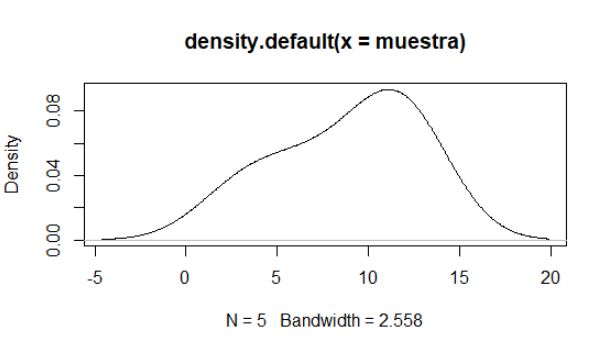 density.default(x = muestra)
Density
0.00 0.04 0.08
-5 0 5 10 15 20
N = 5 Bandwidth = 2.558